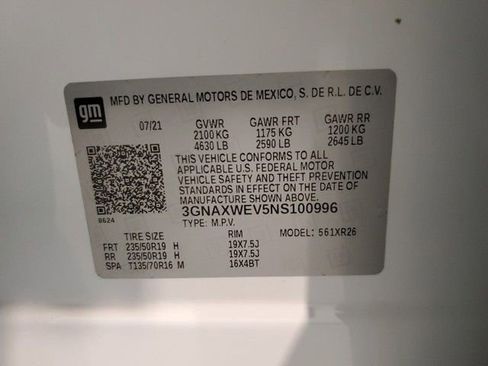 gm
MFD BY GENERAL MOTORS DE MEXICO, S. DE R.L. DE C.V.
07/21 GVWR GAWR FRT GAWR RR
2100 KG 1175 KG 1200 KG
4630 LB 2590 LB 2645 LB
THIS VEHICLE CONFORMS TO ALL
APPLICABLE U.S. FEDERAL MOTOR
VEHICLE SAFETY AND THEFT PREVENTION
STANDARDS IN EFFECT ON THE DATE OF
MANUFACTURE SHOWN ABOVE.
8624
3GNAXWEV5NS100996
TYPE: M.P.V. MODEL: 561XR26
TIRE SIZE RIM
FRT 235/50R19 H 19X7.5J
RR 235/50R19 H 19X7.5J
SPA T135/70R16 M 16X4BT